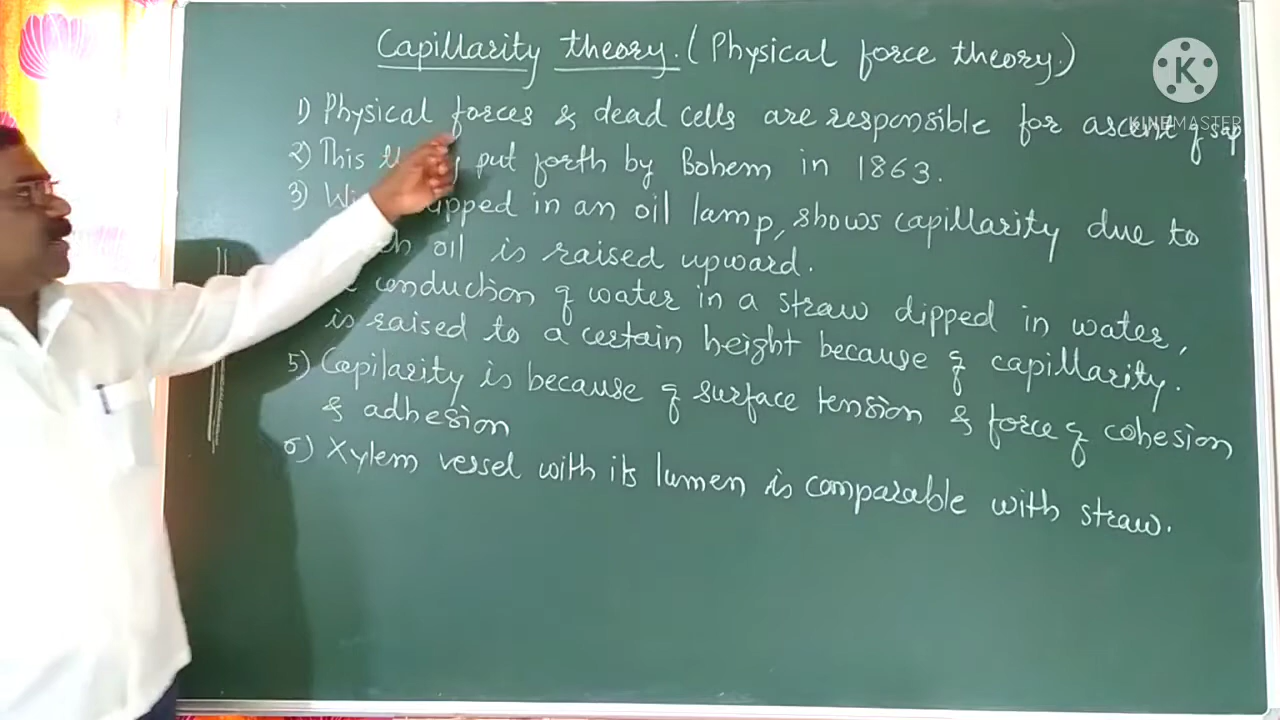 Capillarity theory. (Physical force theory.)
1) Physical forces & dead cells are responsible for ascent of sap
2) This put forth by Bohem in 1863.
3) dipped in an oil lamp, shows capillarity due to
oil is raised upward.
conduction of water in a straw dipped in water,
is raised to a certain height because of capillarity.
5) Capilarity is because of surface tension & force of cohesion
& adhesion
6) Xylem vessel with its lumen is comparable with straw.
K
KINEMASTER